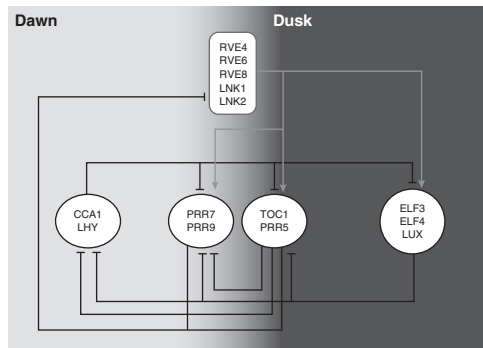 Dawn
Dusk
RVE4
RVE6
RVE8
LNK1
LNK2
CCA1
LHY
PRR7
PRR9
TOC1
PRR5
ELF3
ELF4
LUX